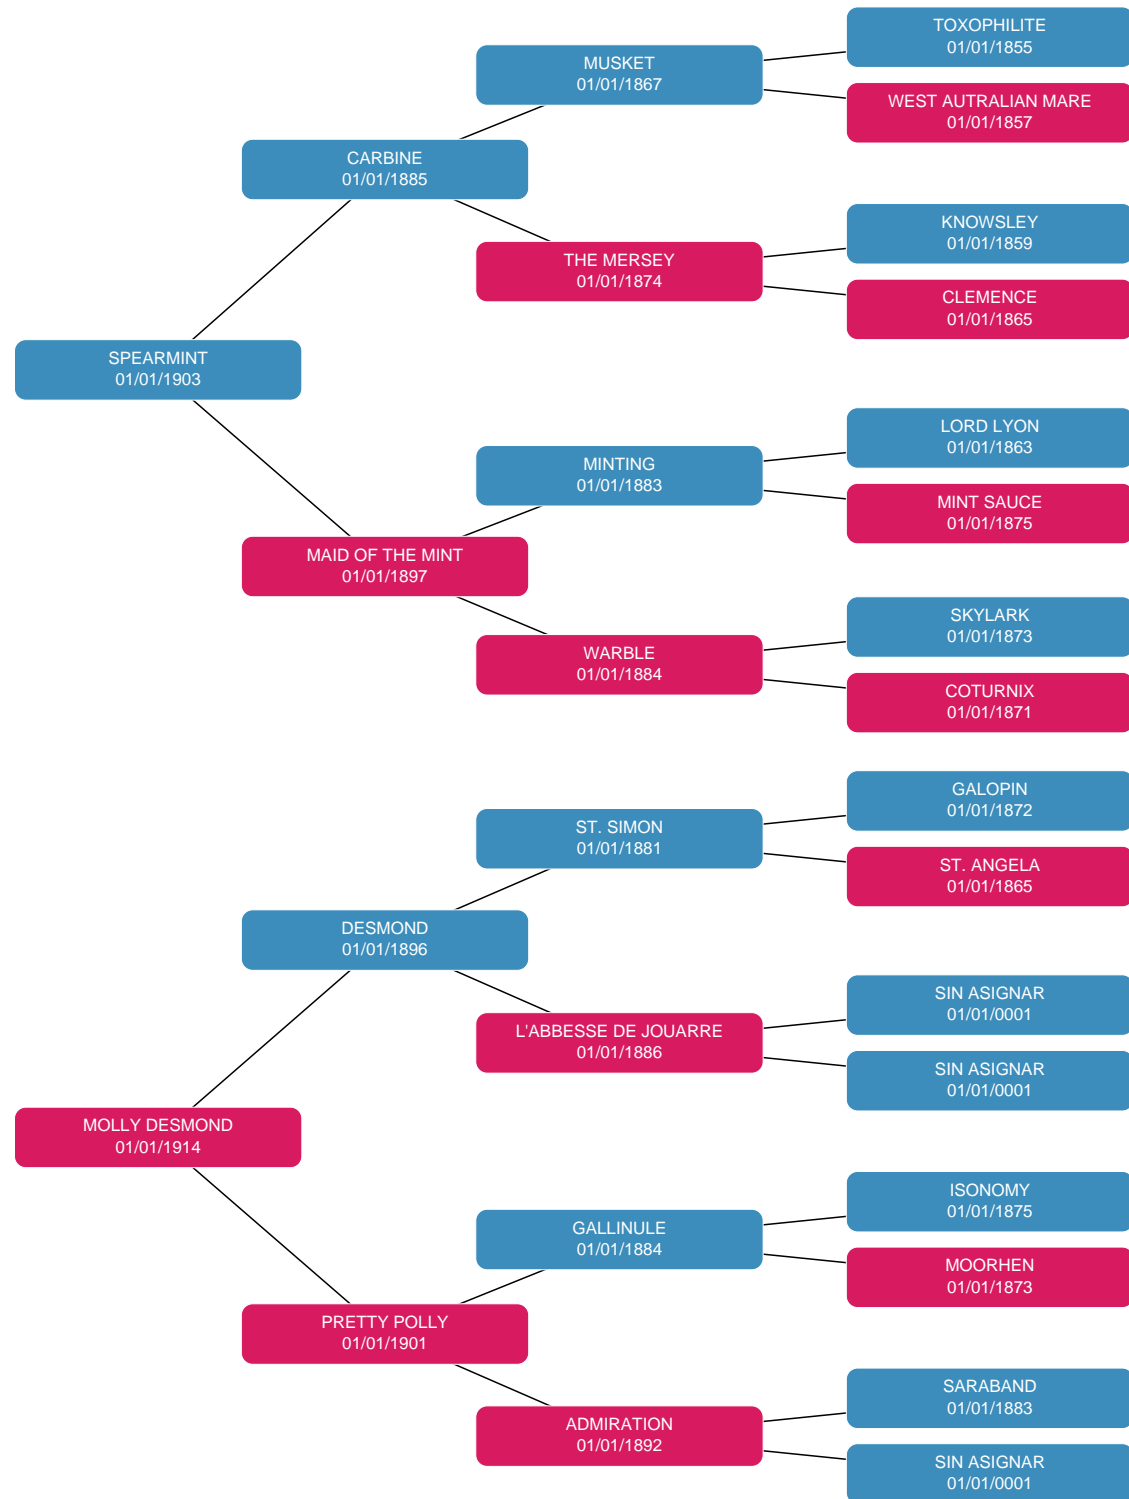 TOXOPHILITE
01/01/1855
MUSKET
01/01/1867
WEST AUTRALIAN MARE
01/01/1857
CARBINE
01/01/1885
KNOWSLEY
01/01/1859
THE MERSEY
01/01/1874
CLEMENCE
01/01/1865
SPEARMINT
01/01/1903
LORD LYON
01/01/1863
MINTING
01/01/1883
MINT SAUCE
01/01/1875
MAID OF THE MINT
01/01/1897
SKYLARK
01/01/1873
WARBLE
01/01/1884
COTURNIX
01/01/1871
GALOPIN
01/01/1872
ST. SIMON
01/01/1881
ST. ANGELA
01/01/1865
DESMOND
01/01/1896
SIN ASIGNAR
01/01/0001
L'ABBESSE DE JOUARRE
01/01/1886
SIN ASIGNAR
01/01/0001
MOLLY DESMOND
01/01/1914
ISONOMY
01/01/1875
GALLINULE
01/01/1884
MOORHEN
01/01/1873
PRETTY POLLY
01/01/1901
SARABAND
01/01/1883
ADMIRATION
01/01/1892
SIN ASIGNAR
01/01/0001